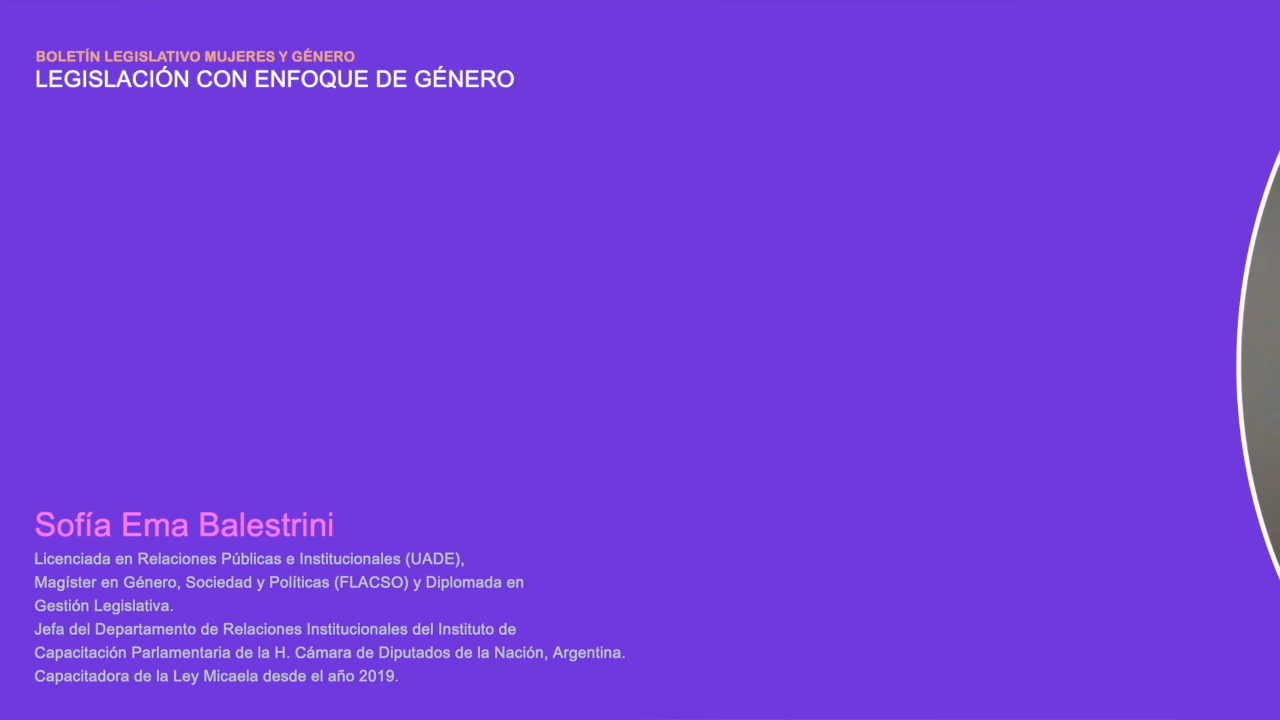 BOLETÍN LEGISLATIVO MUJERES Y GÉNERO
LEGISLACIÓN CON ENFOQUE DE GÉNERO
Sofía Ema Balestrini
Licenciada en Relaciones Públicas e Institucionales (UADE),
Magíster en Género, Sociedad y Políticas (FLACSO) y Diplomada en
Gestión Legislativa.
Jefa del Departamento de Relaciones Institucionales del Instituto de
Capacitación Parlamentaria de la H. Cámara de Diputados de la Nación, Argentina.
Capacitadora de la Ley Micaela desde el año 2019.